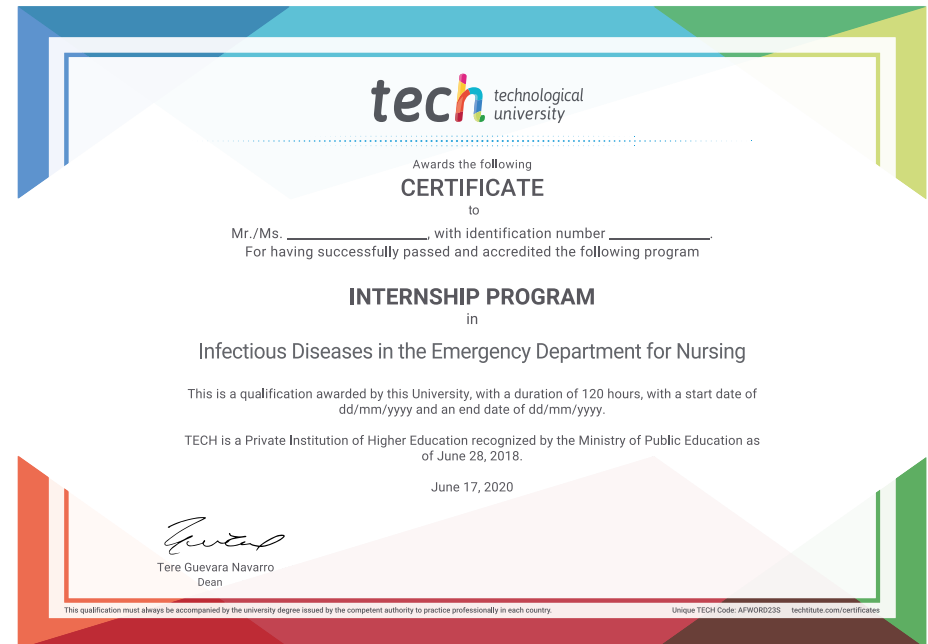 tech technological
university
Awards the following
CERTIFICATE
to
Mr./Ms. ____________________, with identification number ______________.
For having successfully passed and accredited the following program
INTERNSHIP PROGRAM
in
Infectious Diseases in the Emergency Department for Nursing
This is a qualification awarded by this University, with a duration of 120 hours, with a start date of
dd/mm/yyyy and an end date of dd/mm/yyyy.
TECH is a Private Institution of Higher Education recognized by the Ministry of Public Education as
of June 28, 2018.
June 17, 2020
Tere Guevara Navarro
Dean
This qualification must always be accompanied by the university degree issued by the competent authority to practice professionally in each country.
Unique TECH Code: AFWORD23S techtitute.com/certificates